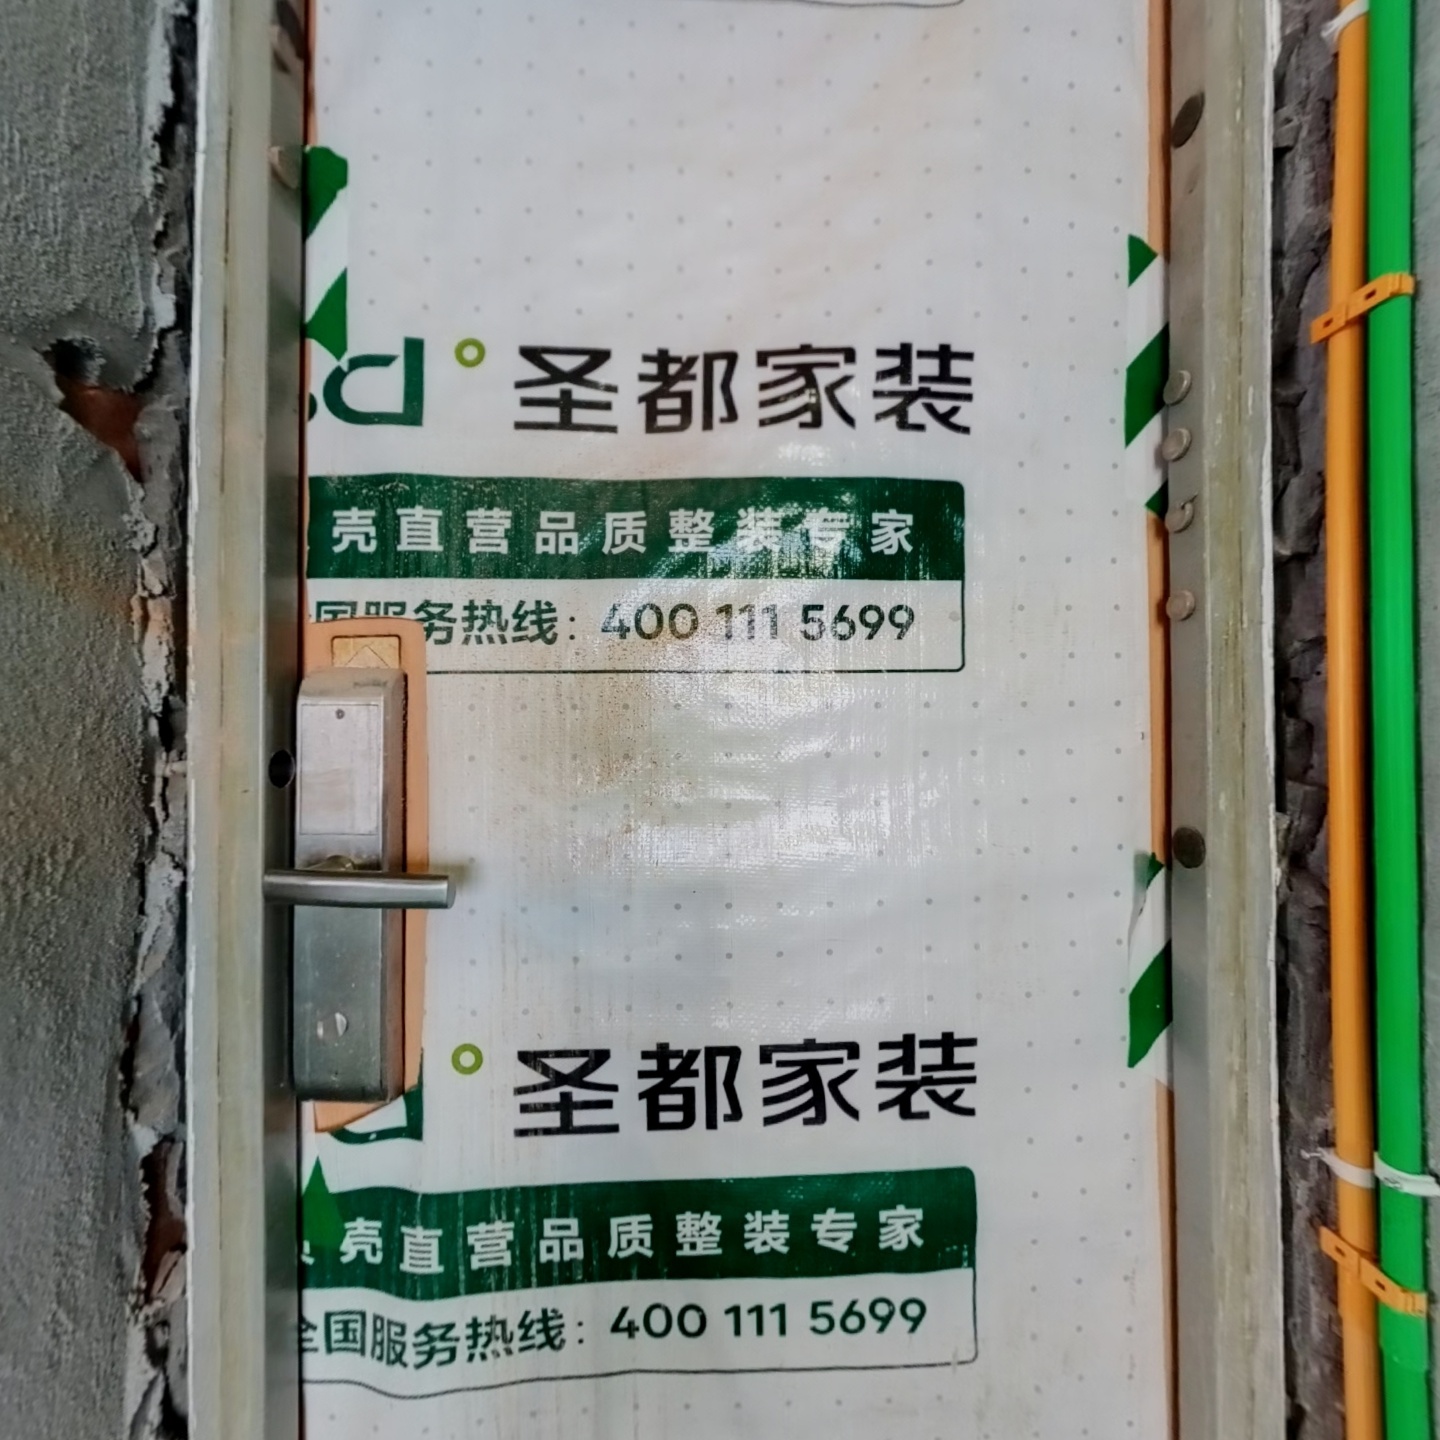 圣都家装
壳直营品质整装专家
国服务热线：400 111 5699
圣都家装
壳直营品质整装专家
全国服务热线：400 111 5699